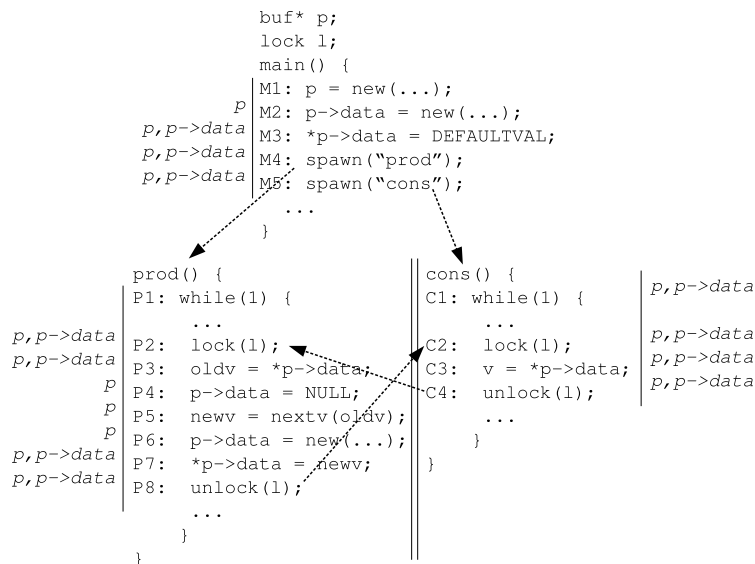 buf* p;
lock l;
main() {
M1: p = new(...);
p
M2: p->data = new(...);
p,p->data
M3: *p->data = DEFAULTVAL;
p,p->data
M4: spawn(“prod”);
p,p->data
M5: spawn(“cons”);
...
}
prod() {
P1: while(1) {
...
p,p->data
P2: lock(l);
p,p->data
P3: oldv = *p->data;
p
P4: p->data = NULL;
p
P5: newv = nextv(oldv);
p
P6: p->data = new(...);
p,p->data
P7: *p->data = newv;
p,p->data
P8: unlock(l);
...
}
}
cons() {
C1: while(1) {
p,p->data
...
C2: lock(l);
p,p->data
C3: v = *p->data;
p,p->data
C4: unlock(l);
p,p->data
...
}
}